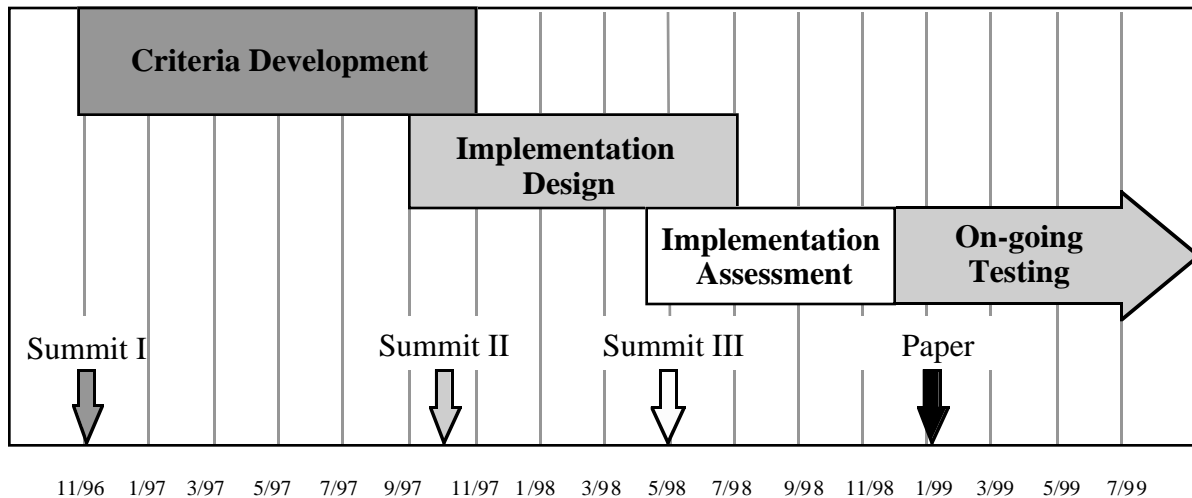 Criteria Development
Implementation
Design
Implementation
Assessment
On-going
Testing
Summit I
Summit II
Summit III
Paper
11/96 1/97 3/97 5/97 7/97 9/97 11/97 1/98 3/98 5/98 7/98 9/98 11/98 1/99 3/99 5/99 7/99